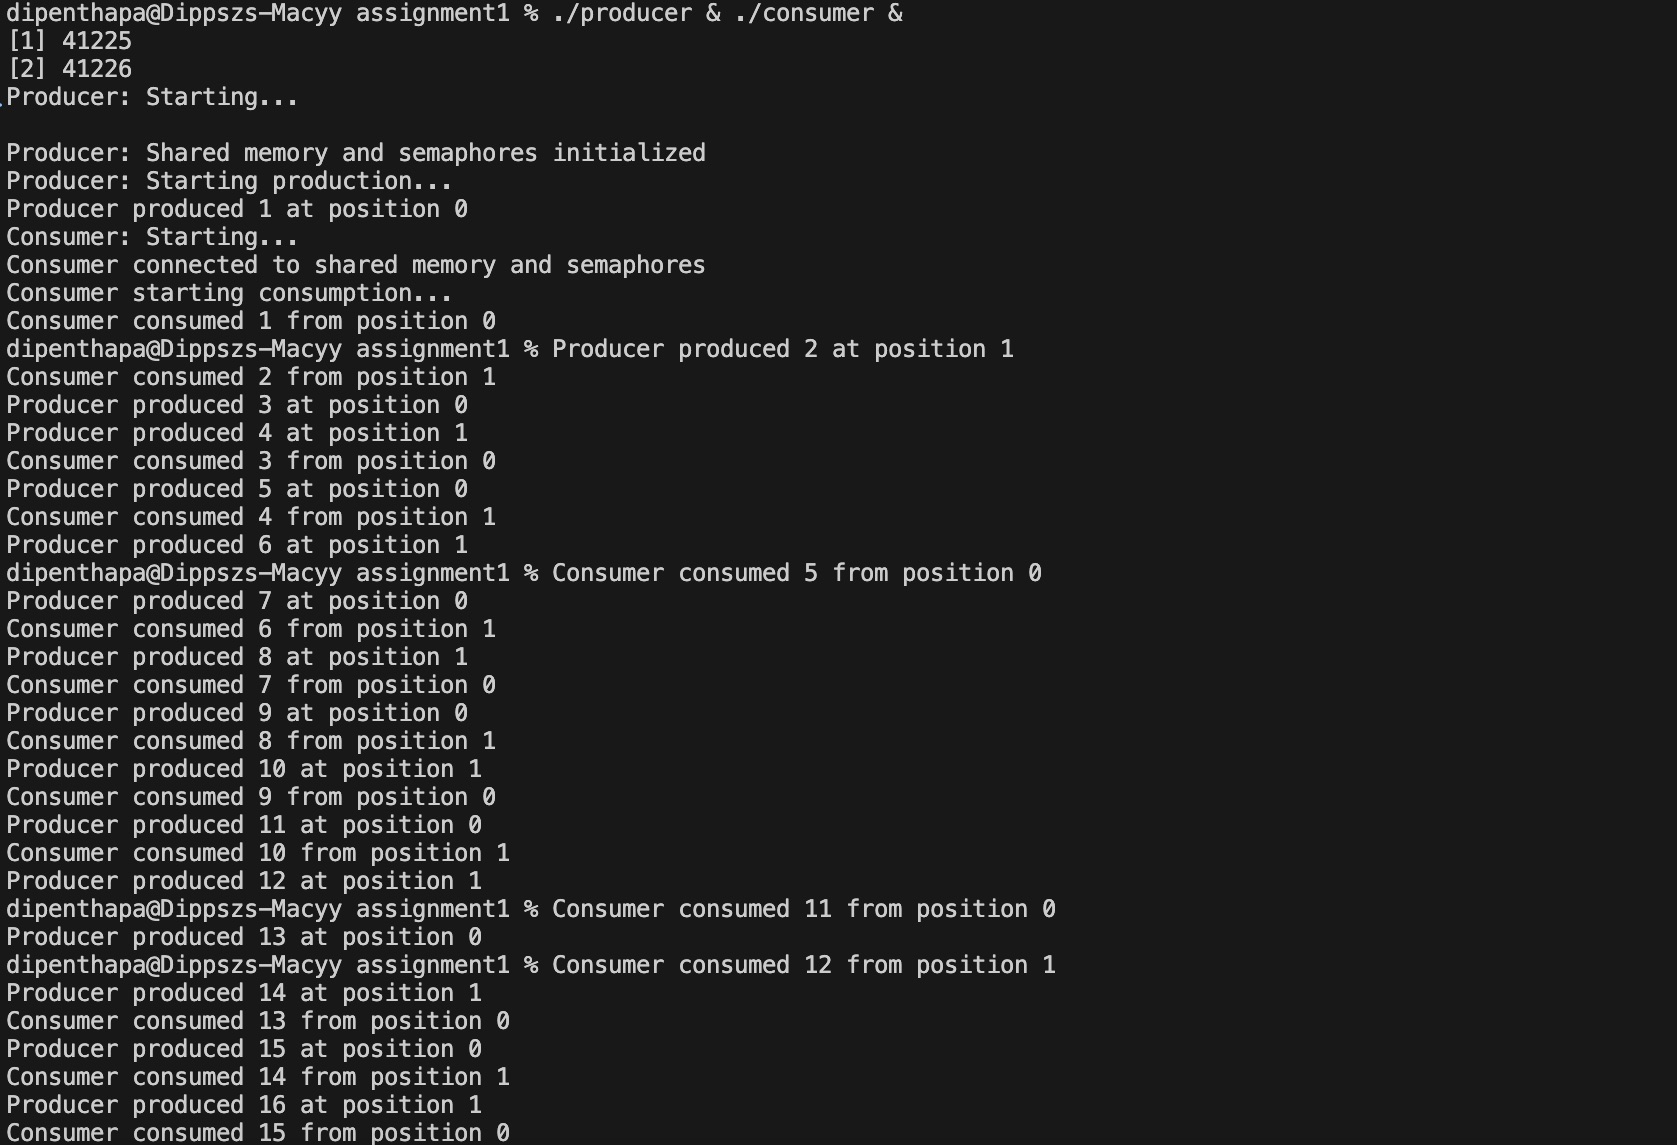 dipenthapa@Dippszs-Macyy assignment1 % ./producer & ./consumer &
[1] 41225
[2] 41226
Producer: Starting...
Producer: Shared memory and semaphores initialized
Producer: Starting production...
Producer produced 1 at position 0
Consumer: Starting...
Consumer connected to shared memory and semaphores
Consumer starting consumption...
Consumer consumed 1 from position 0
dipenthapa@Dippszs-Macyy assignment1 % Producer produced 2 at position 1
Consumer consumed 2 from position 1
Producer produced 3 at position 0
Producer produced 4 at position 1
Consumer consumed 3 from position 0
Producer produced 5 at position 0
Consumer consumed 4 from position 1
Producer produced 6 at position 1
dipenthapa@Dippszs-Macyy assignment1 % Consumer consumed 5 from position 0
Producer produced 7 at position 0
Consumer consumed 6 from position 1
Producer produced 8 at position 1
Consumer consumed 7 from position 0
Producer produced 9 at position 0
Consumer consumed 8 from position 1
Producer produced 10 at position 1
Consumer consumed 9 from position 0
Producer produced 11 at position 0
Consumer consumed 10 from position 1
Producer produced 12 at position 1
dipenthapa@Dippszs-Macyy assignment1 % Consumer consumed 11 from position 0
Producer produced 13 at position 0
dipenthapa@Dippszs-Macyy assignment1 % Consumer consumed 12 from position 1
Producer produced 14 at position 1
Consumer consumed 13 from position 0
Producer produced 15 at position 0
Consumer consumed 14 from position 1
Producer produced 16 at position 1
Consumer consumed 15 from position 0